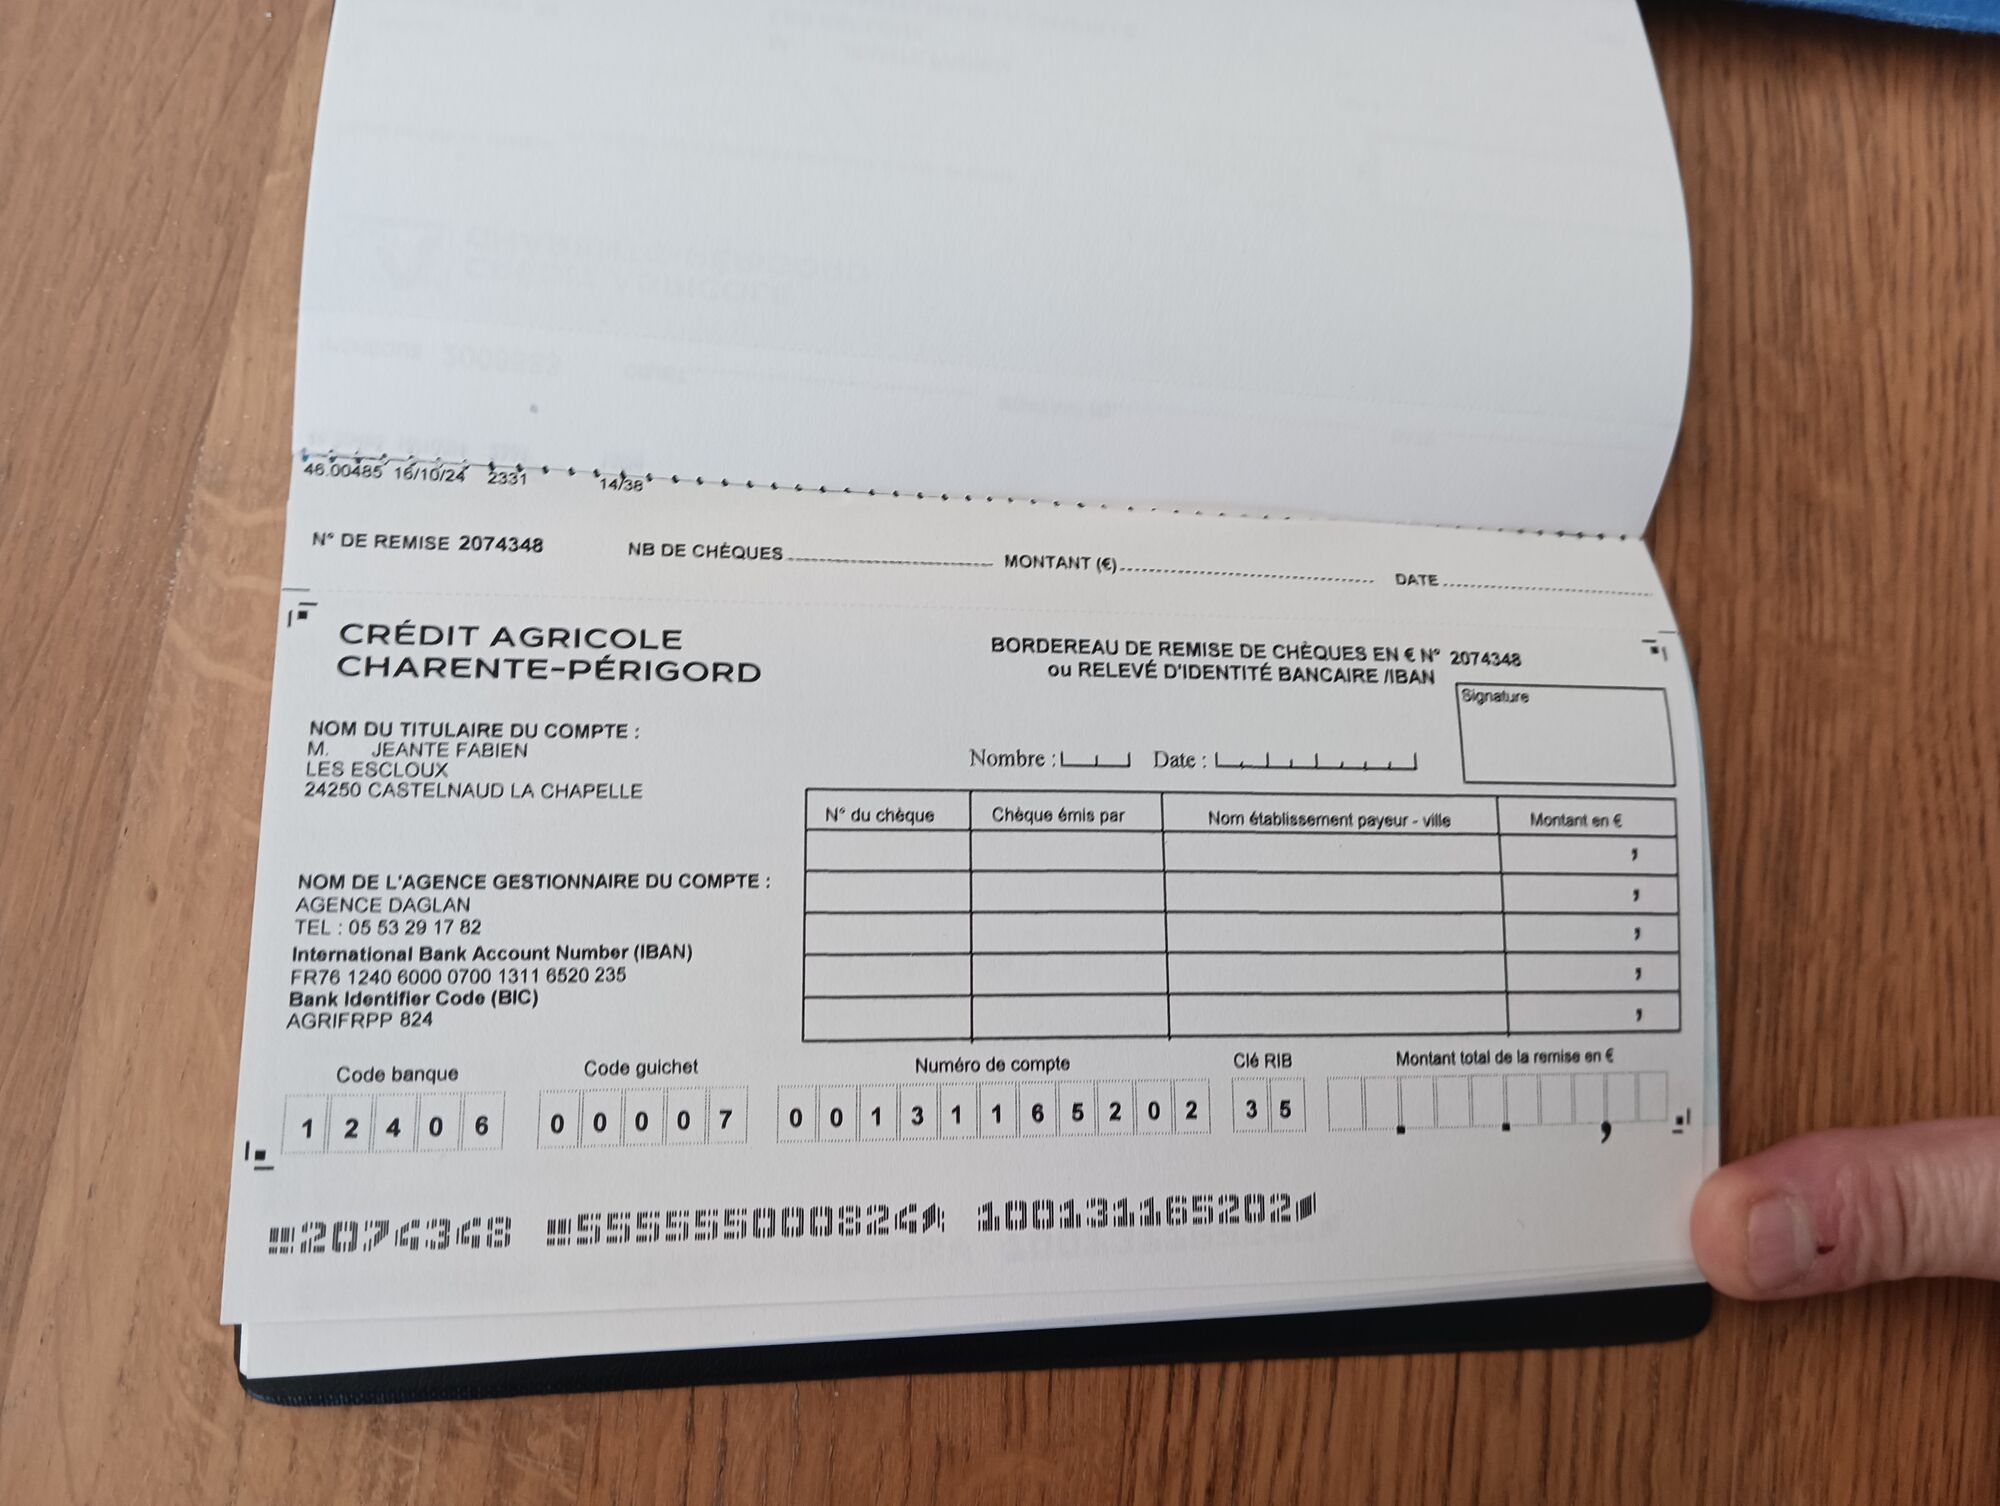 46.00485 16/10/24 2331 14/38
N° DE REMISE 2074348 NB DE CHÈQUES MONTANT (€) DATE
CRÉDIT AGRICOLE
CHARENTE-PÉRIGORD
BORDEREAU DE REMISE DE CHÈQUES EN € N° 2074348
ou RELEVÉ D'IDENTITÉ BANCAIRE /IBAN
Signature
NOM DU TITULAIRE DU COMPTE :
M. JEANTE FABIEN
LES ESCLOUX
24250 CASTELNAUD LA CHAPELLE
Nombre : Date :
N° du chèque Chèque émis par Nom établissement payeur - ville Montant en €
,
,
,
,
,
NOM DE L'AGENCE GESTIONNAIRE DU COMPTE :
AGENCE DAGLAN
TEL : 05 53 29 17 82
International Bank Account Number (IBAN)
FR76 1240 6000 0700 1311 6520 235
Bank Identifier Code (BIC)
AGRIFRPP 824
Code banque Code guichet Numéro de compte Clé RIB Montant total de la remise en €
1 2 4 0 6 0 0 0 0 7 0 0 1 3 1 1 6 5 2 0 2 3 5 . . ,
2074348 555555000824 100131165202